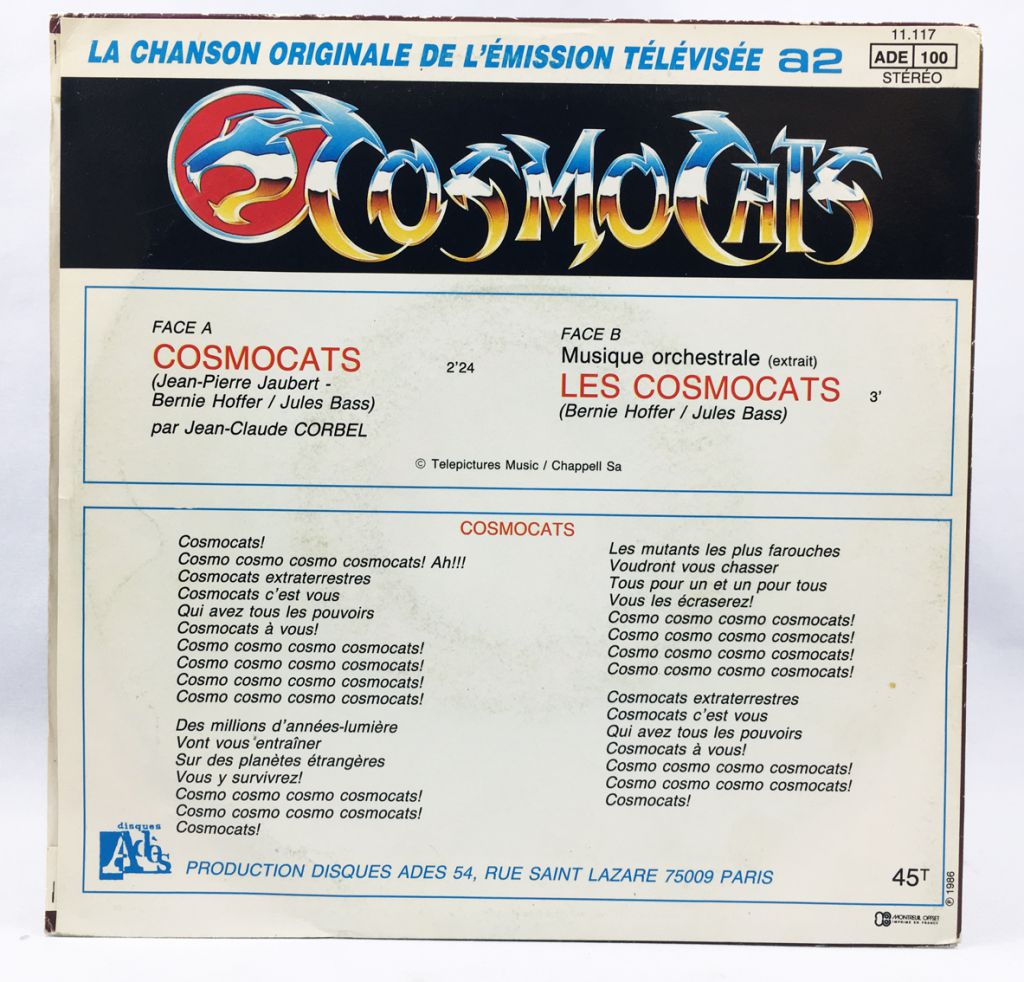 LA CHANSON ORIGINALE DE L'ÉMISSION TÉLÉVISÉE a2
11.117
ADE 100
STÉRÉO
COSMOCATS
FACE A
COSMOCATS 2'24
(Jean-Pierre Jaubert -
Bernie Hoffer / Jules Bass)
par Jean-Claude CORBEL
FACE B
Musique orchestrale (extrait)
LES COSMOCATS 3'
(Bernie Hoffer / Jules Bass)
© Telepictures Music / Chappell Sa
COSMOCATS
Cosmocats!
Cosmo cosmo cosmo cosmocats! Ah!!!
Cosmocats extraterrestres
Cosmocats c'est vous
Qui avez tous les pouvoirs
Cosmocats à vous!
Cosmo cosmo cosmo cosmocats!
Cosmo cosmo cosmo cosmocats!
Cosmo cosmo cosmo cosmocats!
Cosmo cosmo cosmo cosmocats!
Des millions d'années-lumière
Vont vous entraîner
Sur des planètes étrangères
Vous y survivrez!
Cosmo cosmo cosmo cosmocats!
Cosmo cosmo cosmo cosmocats!
Cosmocats!
Les mutants les plus farouches
Voudront vous chasser
Tous pour un et un pour tous
Vous les écraserez!
Cosmo cosmo cosmo cosmocats!
Cosmo cosmo cosmo cosmocats!
Cosmo cosmo cosmo cosmocats!
Cosmo cosmo cosmo cosmocats!
Cosmocats extraterrestres
Cosmocats c'est vous
Qui avez tous les pouvoirs
Cosmocats à vous!
Cosmo cosmo cosmo cosmocats!
Cosmo cosmo cosmo cosmocats!
Cosmocats!
disques
Adès
PRODUCTION DISQUES ADES 54, RUE SAINT LAZARE 75009 PARIS
45T
℗ 1986
MONTREUIL OFFSET
IMPRIMÉ EN FRANCE